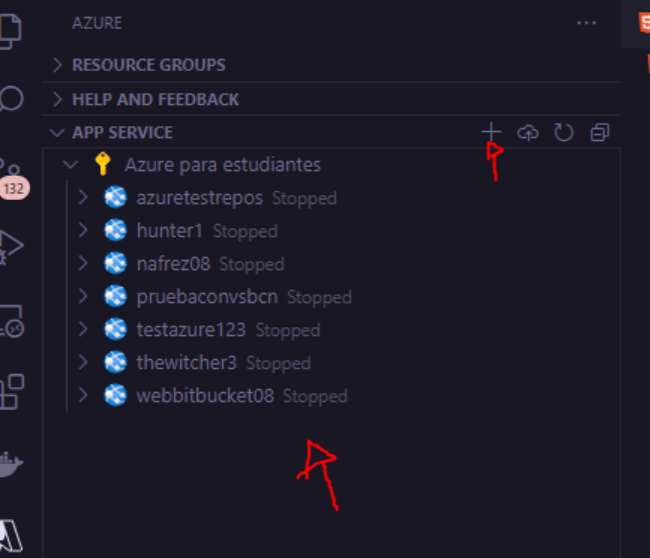 AZURE
RESOURCE GROUPS
HELP AND FEEDBACK
APP SERVICE
Azure para estudiantes
azuretestrepos Stopped
hunter1 Stopped
nafrez08 Stopped
132
pruebaconvsbcn Stopped
testazure123 Stopped
thewitcher3 Stopped
webbitbucket08 Stopped